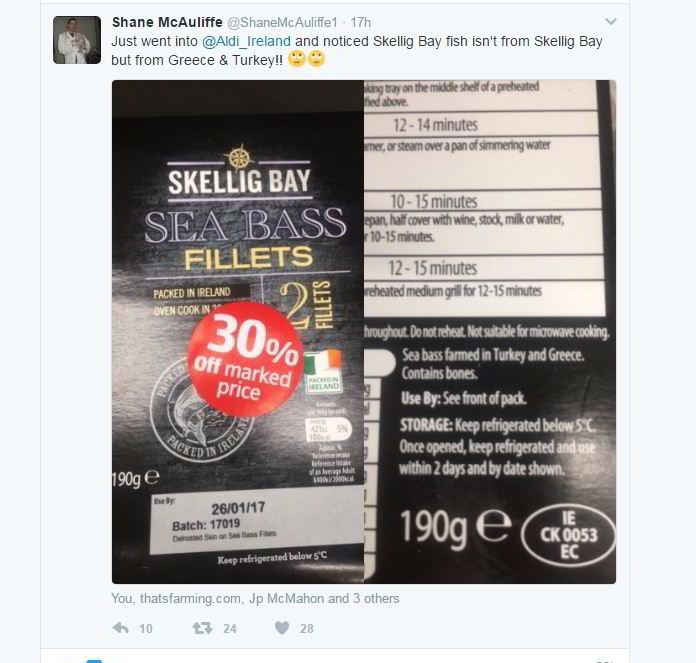 Shane McAuliffe @ShaneMcAuliffe1 · 17h
Just went into @Aldi_Ireland and noticed Skellig Bay fish isn't from Skellig Bay
but from Greece & Turkey!! 🙄🙄
SKELLIG BAY
SEA BASS
FILLETS
PACKED IN IRELAND
OVEN COOK IN
2 FILLETS
30%
Off marked
price
PACKED IN
IRELAND
PACKED
PACKED IN IRELAND
190g e
Use By:
26/01/17
Batch: 17019
Defrosted Skin on Sea Bass Fillets
Keep refrigerated below 5°C
king tray on the middle shelf of a preheated
fied above.
12 - 14 minutes
amer, or steam over a pan of simmering water
10 - 15 minutes
epan, half cover with wine, stock, milk or water,
r 10-15 minutes.
12 - 15 minutes
reheated medium grill for 12-15 minutes
hroughout. Do not reheat. Not suitable for microwave cooking.
Sea bass farmed in Turkey and Greece.
Contains bones.
Use By: See front of pack.
STORAGE: Keep refrigerated below 5°C.
Once opened, keep refrigerated and use
within 2 days and by date shown.
190g e
IE
CK 0053
EC
You, thatsfarming.com, Jp McMahon and 3 others
10 24 28